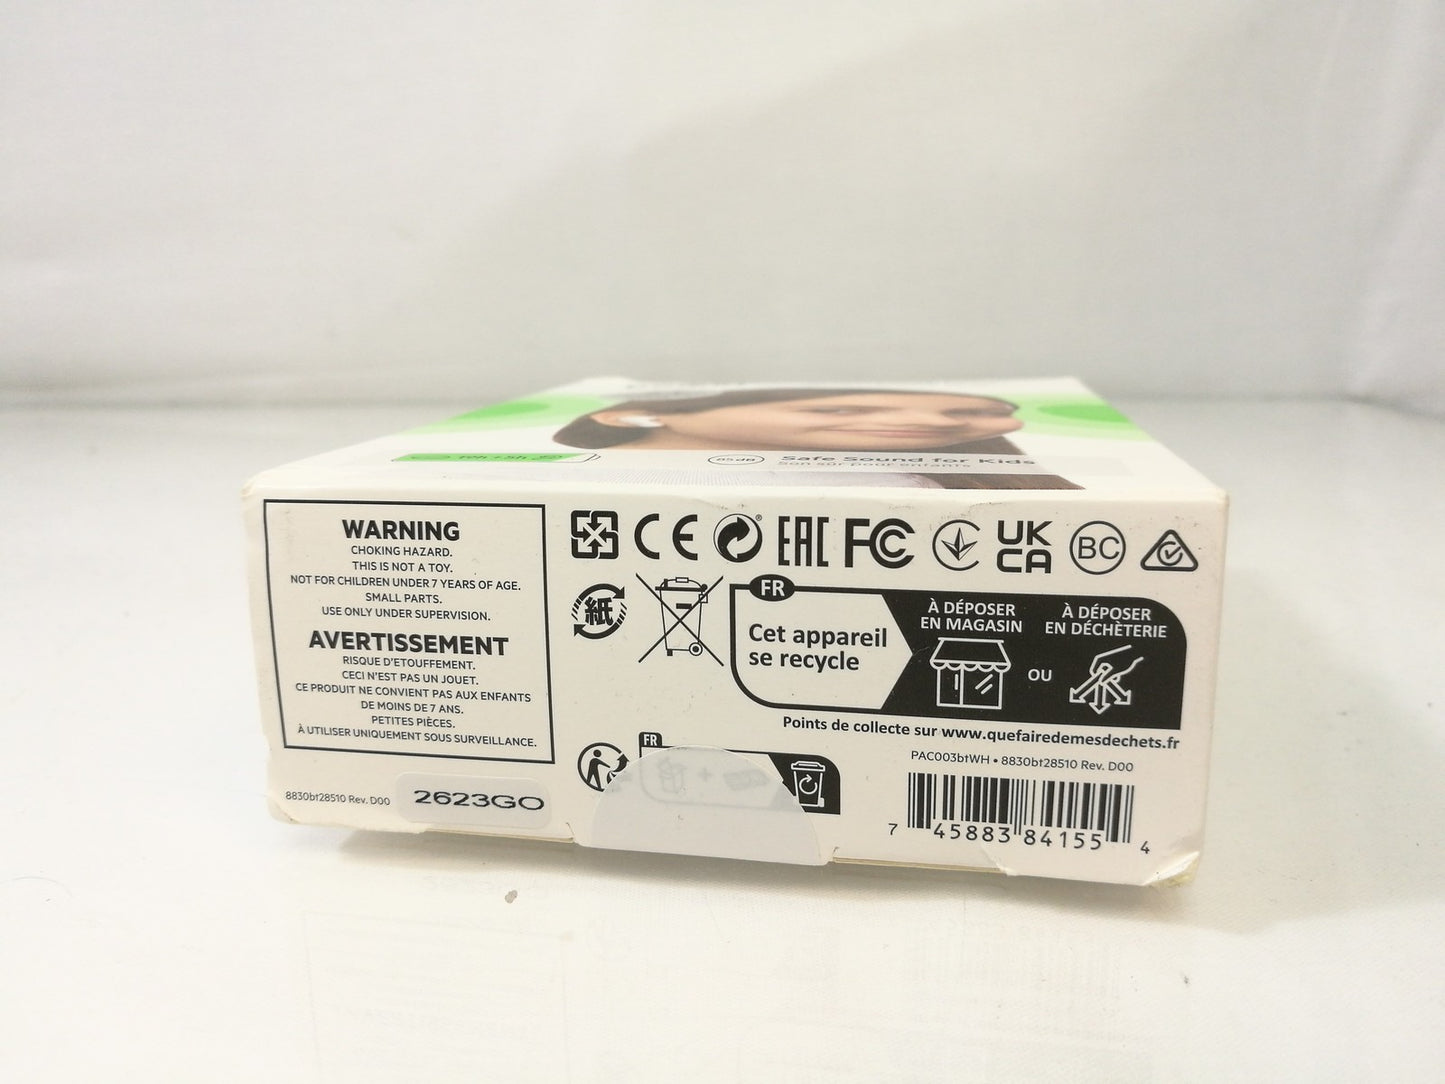 85dB
Safe Sound for Kids
Son sûr pour enfants
WARNING
CHOKING HAZARD.
THIS IS NOT A TOY.
NOT FOR CHILDREN UNDER 7 YEARS OF AGE.
SMALL PARTS.
USE ONLY UNDER SUPERVISION.
AVERTISSEMENT
RISQUE D'ETOUFFEMENT.
CECI N'EST PAS UN JOUET.
CE PRODUIT NE CONVIENT PAS AUX ENFANTS
DE MOINS DE 7 ANS.
PETITES PIÈCES.
À UTILISER UNIQUEMENT SOUS SURVEILLANCE.
8830bt28510 Rev. D00
2623GO
CE
EAC
FC
UK
CA
BC
紙
FR
Cet appareil
se recycle
À DÉPOSER
EN MAGASIN
OU
À DÉPOSER
EN DÉCHÈTERIE
Points de collecte sur www.quefairedemesdechets.fr
FR
PAC003btWH • 8830bt28510 Rev. D00
7 45883 84155 4